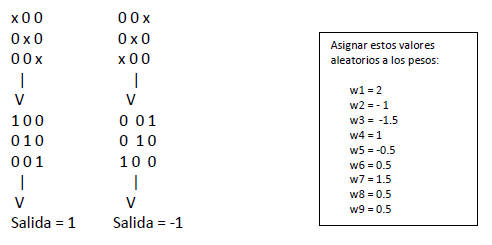 x 0 0
0 x 0
0 0 x
|
V
1 0 0
0 1 0
0 0 1
|
V
Salida = 1
0 0 x
0 x 0
x 0 0
|
V
0 0 1
0 1 0
1 0 0
|
V
Salida = -1
Asignar estos valores
aleatorios a los pesos:
w1 = 2
w2 = - 1
w3 = -1.5
w4 = 1
w5 = -0.5
w6 = 0.5
w7 = 1.5
w8 = 0.5
w9 = 0.5